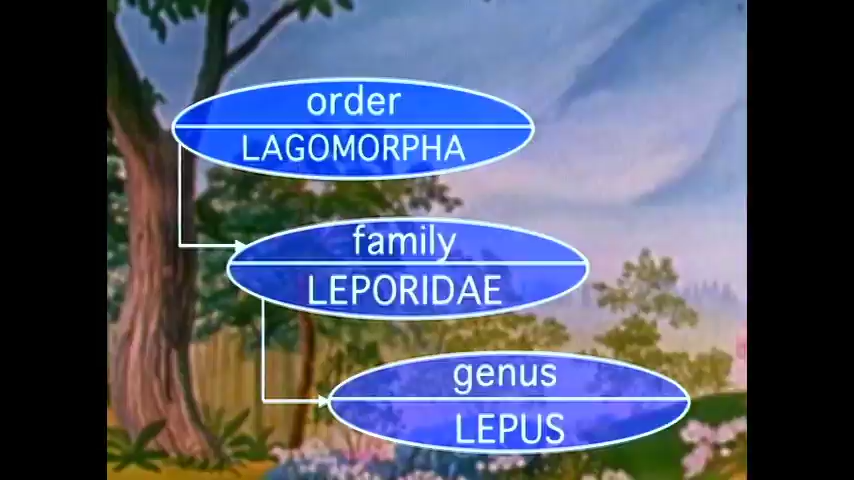 order
LAGOMORPHA
family
LEPORIDAE
genus
LEPUS